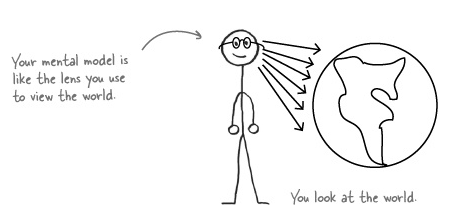 Your mental model is
like the lens you use
to view the world.
You look at the world.